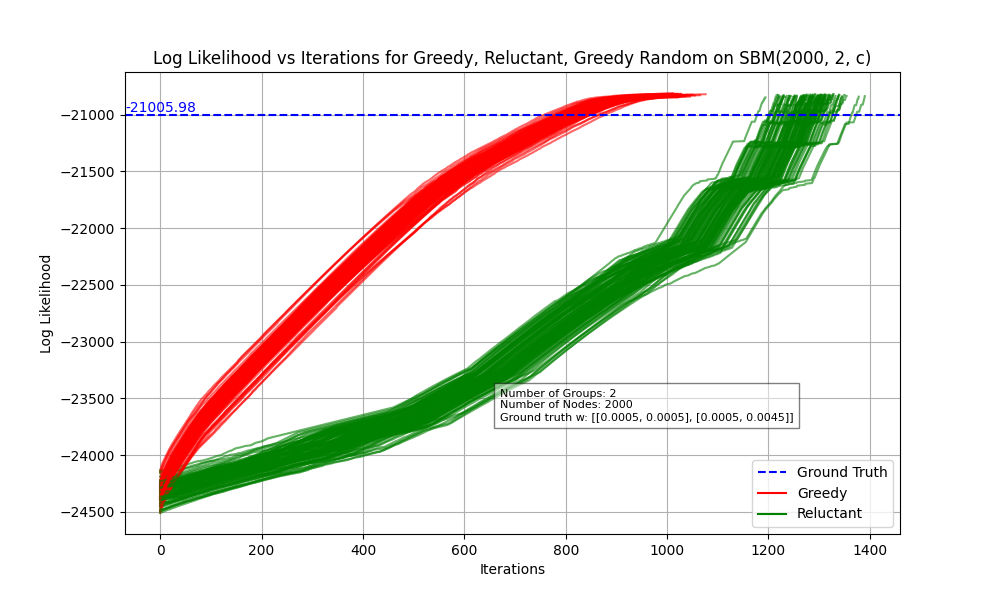 Log Likelihood vs Iterations for Greedy, Reluctant, Greedy Random on SBM(2000, 2, c)
-21005.98
−21000
−21500
−22000
−22500
−23000
−23500
−24000
−24500
Log Likelihood
Number of Groups: 2
Number of Nodes: 2000
Ground truth w: [[0.0005, 0.0005], [0.0005, 0.0045]]
Ground Truth
Greedy
Reluctant
0 200 400 600 800 1000 1200 1400
Iterations